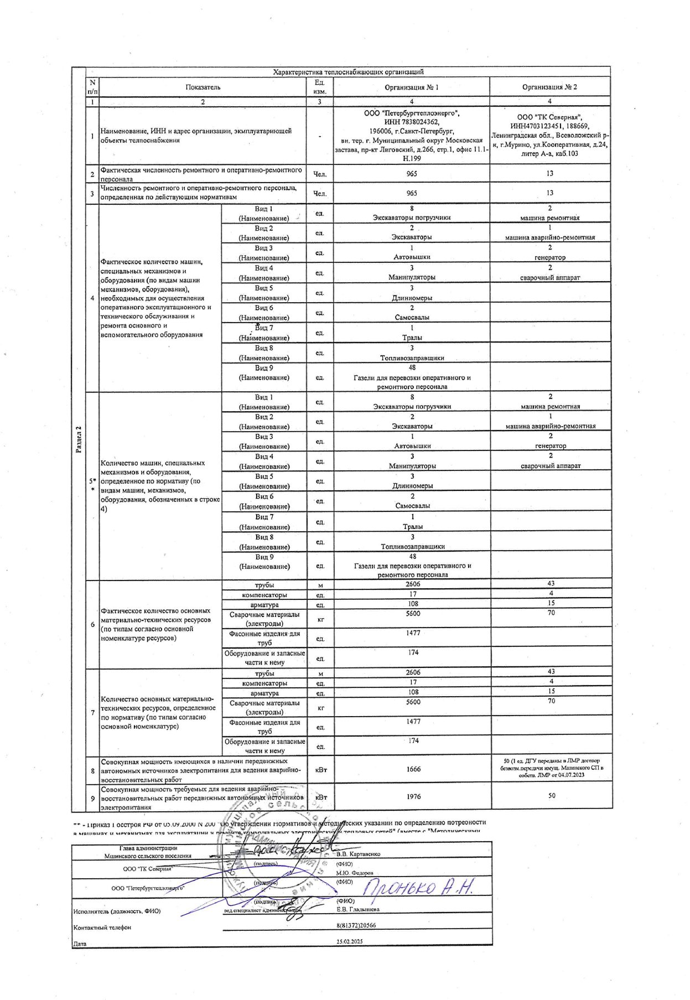 Характеристика теплоснабжающих организаций
N п/п
Показатель
Ед. изм.
Организация № 1
Организация № 2
1
2
3
4
4
Раздел 2
1
Наименование, ИНН и адрес организации, экмплуатариющей
объекты телпоснабжения
-
ООО "Петербургтеплоэнерго",
ИНН 7838024362,
196006, г.Санкт-Петербург,
вн. тер. г. Муниципальный округ Московская
застава, пр-кт Лиговский, д.266, стр.1, офис 11.1-
Н.199
ООО "ТК Северная",
ИНН4703123451, 188669,
Ленинградская обл., Всеволожский р-
н, г.Мурино, ул.Кооперативная, д.24,
литер А-а, каб.103
2
Фактическая численность ремонтного и оперативно-ремонтного
персонала
Чел.
965
13
3
Численность ремонтного и оперативно-ремонтного персонала,
определенная по действующим нормативам
Чел.
965
13
4
Фактическое количество машин,
специальных механизмов и
оборудования (по видам машин
механизмов, оборудования),
необходимых для осуществления
оперативного эксплуатационного и
технического обслуживания и
ремонта основного и
вспомогательного оборудования
Вид 1
(Наименование)
ед.
8
Экскаваторы погрузчики
2
машина ремонтная
Вид 2
(Наименование)
ед.
2
Экскаваторы
1
машина аварийно-ремонтная
Вид 3
(Наименование)
ед.
1
Автовышки
2
генератор
Вид 4
(Наименование)
ед.
3
Манипуляторы
2
сварочный аппарат
Вид 5
(Наименование)
ед.
3
Длинномеры
Вид 6
(Наименование)
ед.
2
Самосвалы
Вид 7
(Наименование)
ед.
1
Тралы
Вид 8
(Наименование)
ед.
3
Топливозаправщики
Вид 9
(Наименование)
ед.
48
Газели для перевозки оперативного и
ремонтного персонала
5**
Количество машин, специальных
механизмов и оборудования,
определенное по нормативу (по
видам машин, механизмов,
оборудования, обозначенных в строке
4)
Вид 1
(Наименование)
ед.
8
Экскаваторы погрузчики
2
машина ремонтная
Вид 2
(Наименование)
ед.
2
Экскаваторы
1
машина аварийно-ремонтная
Вид 3
(Наименование)
ед.
1
Автовышки
2
генератор
Вид 4
(Наименование)
ед.
3
Манипуляторы
2
сварочный аппарат
Вид 5
(Наименование)
ед.
3
Длинномеры
Вид 6
(Наименование)
ед.
2
Самосвалы
Вид 7
(Наименование)
ед.
1
Тралы
Вид 8
(Наименование)
ед.
3
Топливозаправщики
Вид 9
(Наименование)
ед.
48
Газели для перевозки оперативного и
ремонтного персонала
6
Фактическое количество основных
материально-технических ресурсов
(по типам согласно основной
номенклатуре ресурсов)
трубы
м
2606
43
компенсаторы
ед.
17
4
арматура
ед.
108
15
Сварочные материалы
(электроды)
кг
5600
70
Фасонные изделия для
труб
ед.
1477
Оборудование и запасные
части к нему
ед.
174
7
Количество основных материально-
технических ресурсов, определенное
по нормативу (по типам согласно
основной номенклатуре)
трубы
м
2606
43
компенсаторы
ед.
17
4
арматура
ед.
108
15
Сварочные материалы
(электроды)
кг
5600
70
Фасонные изделия для
труб
ед.
1477
Оборудование и запасные
части к нему
ед.
174
8
Совокупная мощность имеющихся в наличии передвижных
автономных источников электропитания для ведения аварийно-
восстановительных работ
кВт
1666
50 (1 ед. ДГУ переданы в ЛМР договор
безвозм.передачи имущ. Мшинского СП в
собств. ЛМР от 04.07.2023
9
Совокупная мощность требуемых для ведения аварийно-
восстановительных работ передвижных автономных источников
электропитания
кВт
1976
50
** - Приказ Госстроя РФ от 05.09.2000 N 200 "Об утверждении Нормативов и методических указании по определению потребности
в машинах и механизмах для эксплуатации и ремонта коммунальных электрических и тепловых сетей" (вместе с "Методическими
Глава администрации
Мшинского сельского поселения
В.В. Картавенко
(подпись)
(ФИО)
ООО "ТК Северная"
М.Ю. Федоров
(подпись)
(ФИО)
ООО "Петербургтеплоэнерго"
Пронько А.Н.
(подпись)
(ФИО)
Исполнитель (должность, ФИО)
вед.специалист администрации
Е.В. Гладышева
Контактный телефон
8(81372)20566
Дата
25.02.2025
АДМИНИСТРАЦИЯ